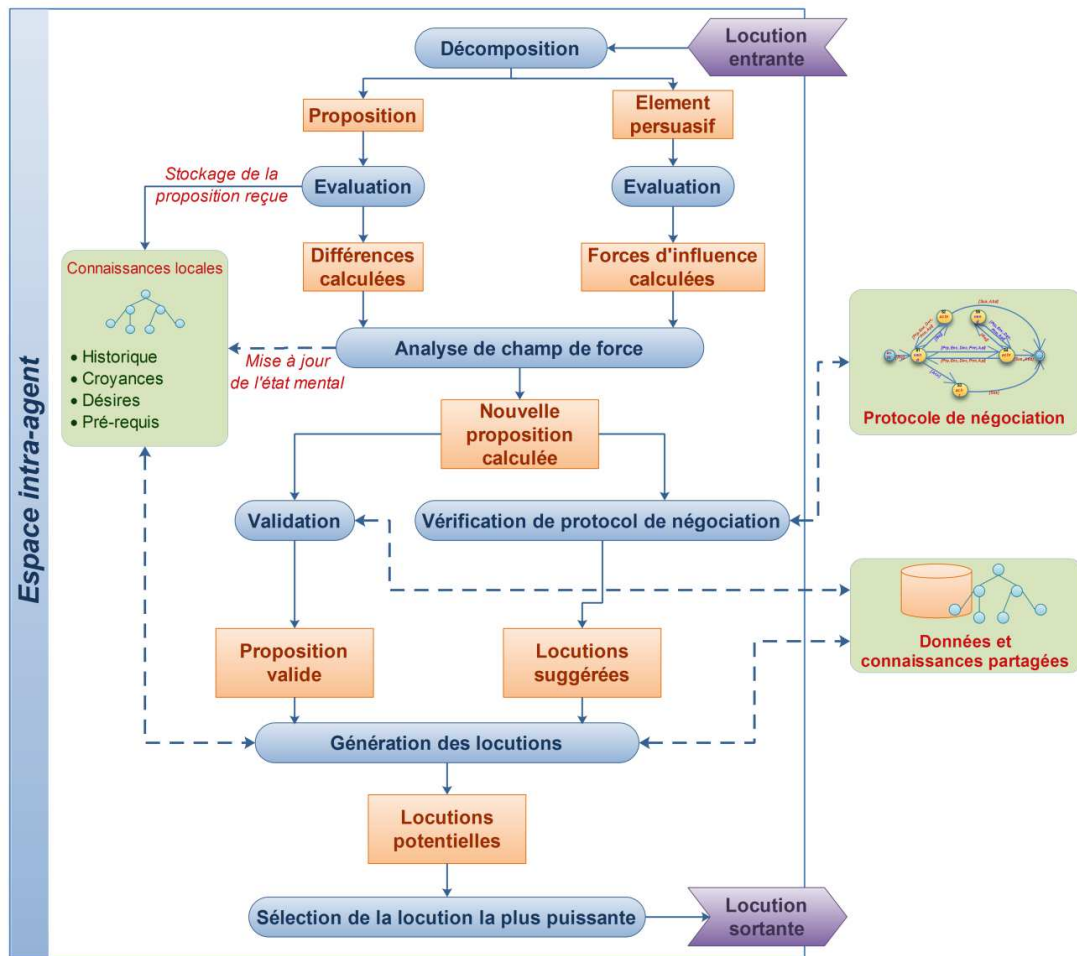 Locution
entrante
Décomposition
Proposition
Element
persuasif
Stockage de la
proposition reçue
Evaluation
Evaluation
Différences
calculées
Forces d'influence
calculées
Connaissances locales
• Historique
• Croyances
• Désires
• Pré-requis
Mise à jour
de l'état mental
Analyse de champ de force
Protocole de négociation
Nouvelle
proposition
calculée
Validation
Vérification de protocol de négociation
Espace intra-agent
Proposition
valide
Locutions
suggérées
Données et
connaissances partagées
Génération des locutions
Locutions
potentielles
Sélection de la locution la plus puissante
Locution
sortante